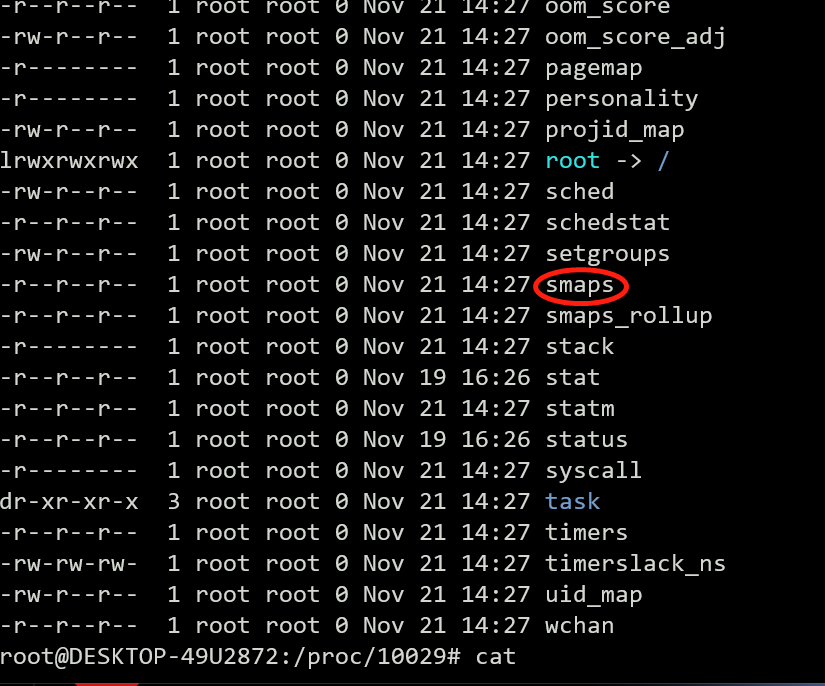 -r--r--r--  1 root root 0 Nov 21 14:27 oom_score
-rw-r--r--  1 root root 0 Nov 21 14:27 oom_score_adj
-r--------  1 root root 0 Nov 21 14:27 pagemap
-r--------  1 root root 0 Nov 21 14:27 personality
-rw-r--r--  1 root root 0 Nov 21 14:27 projid_map
lrwxrwxrwx  1 root root 0 Nov 21 14:27 root -> /
-rw-r--r--  1 root root 0 Nov 21 14:27 sched
-r--r--r--  1 root root 0 Nov 21 14:27 schedstat
-rw-r--r--  1 root root 0 Nov 21 14:27 setgroups
-r--r--r--  1 root root 0 Nov 21 14:27 smaps
-r--r--r--  1 root root 0 Nov 21 14:27 smaps_rollup
-r--------  1 root root 0 Nov 21 14:27 stack
-r--r--r--  1 root root 0 Nov 19 16:26 stat
-r--r--r--  1 root root 0 Nov 21 14:27 statm
-r--r--r--  1 root root 0 Nov 19 16:26 status
-r--------  1 root root 0 Nov 21 14:27 syscall
dr-xr-xr-x  3 root root 0 Nov 21 14:27 task
-r--r--r--  1 root root 0 Nov 21 14:27 timers
-rw-rw-rw-  1 root root 0 Nov 21 14:27 timerslack_ns
-rw-r--r--  1 root root 0 Nov 21 14:27 uid_map
-r--r--r--  1 root root 0 Nov 21 14:27 wchan
root@DESKTOP-49U2872:/proc/10029# cat